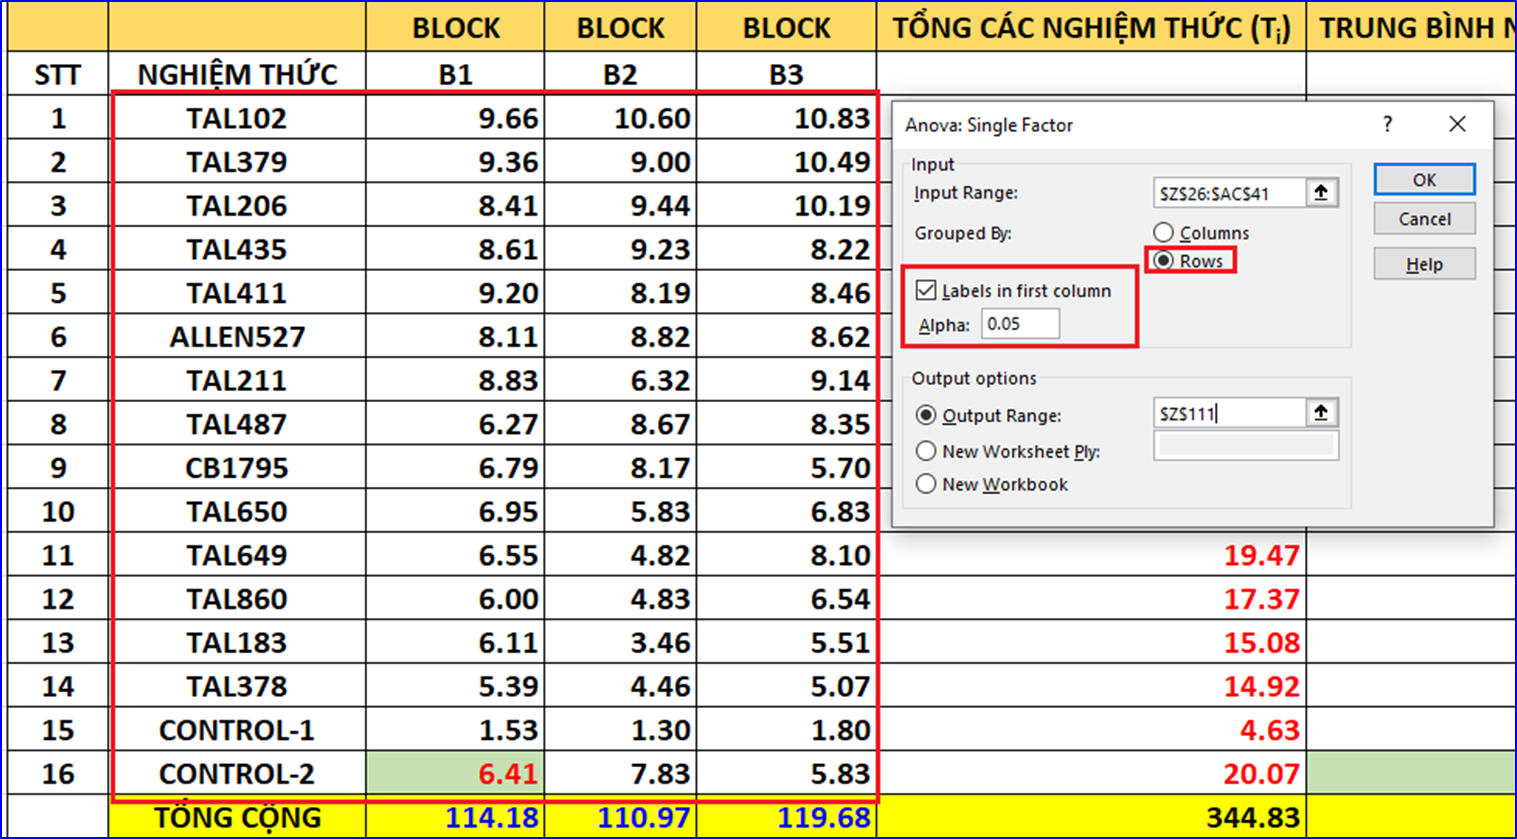 BLOCK BLOCK BLOCK TỔNG CÁC NGHIỆM THỨC (Ti) TRUNG BÌNH N
STT NGHIỆM THỨC B1 B2 B3
1 TAL102 9.66 10.60 10.83
2 TAL379 9.36 9.00 10.49
3 TAL206 8.41 9.44 10.19
4 TAL435 8.61 9.23 8.22
5 TAL411 9.20 8.19 8.46
6 ALLEN527 8.11 8.82 8.62
7 TAL211 8.83 6.32 9.14
8 TAL487 6.27 8.67 8.35
9 CB1795 6.79 8.17 5.70
10 TAL650 6.95 5.83 6.83
11 TAL649 6.55 4.82 8.10 19.47
12 TAL860 6.00 4.83 6.54 17.37
13 TAL183 6.11 3.46 5.51 15.08
14 TAL378 5.39 4.46 5.07 14.92
15 CONTROL-1 1.53 1.30 1.80 4.63
16 CONTROL-2 6.41 7.83 5.83 20.07
TỔNG CỘNG 114.18 110.97 119.68 344.83
Anova: Single Factor ?
Input
Input Range: $Z$26:$AC$41
Grouped By: Columns
Rows
Labels in first column
Alpha: 0.05
OK
Cancel
Help
Output options
Output Range: $Z$111
New Worksheet Ply:
New Workbook